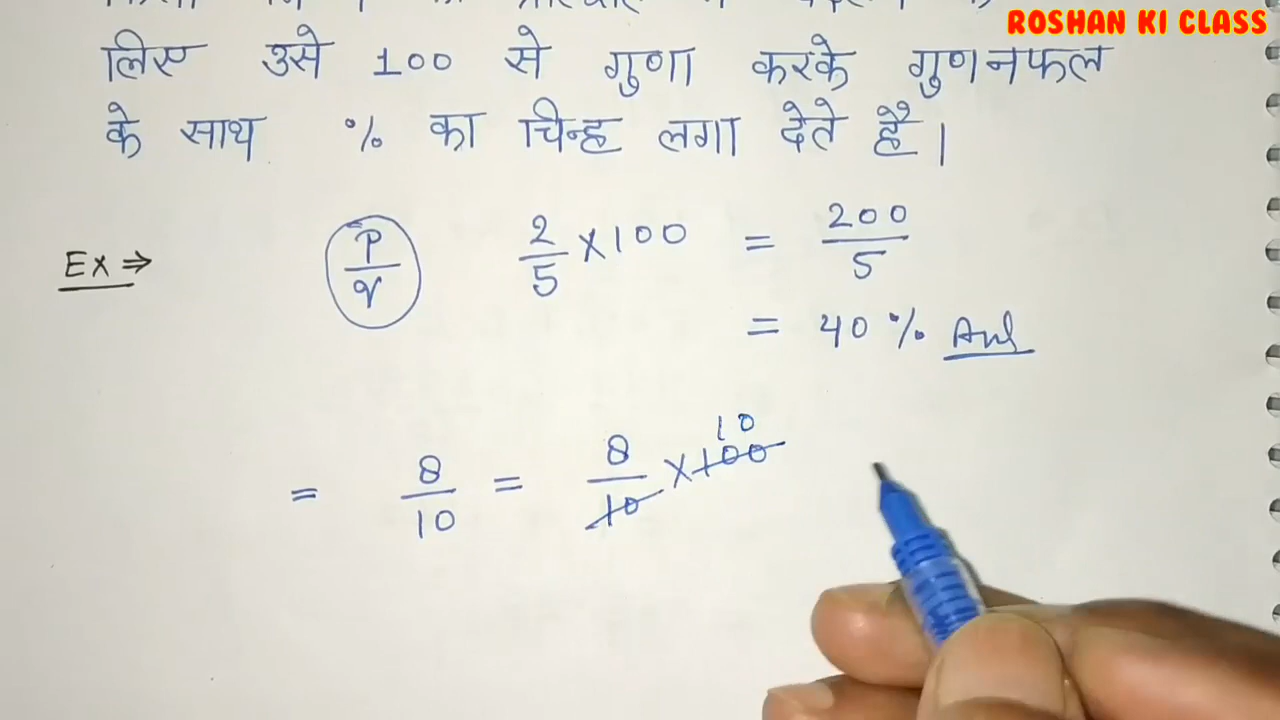 ROSHAN KI CLASS
लिए उसे 100 से गुणा करके गुणनफल
के साथ % का चिन्ह लगा देते है।
Ex ⇒ P/q 2/5 × 100 = 200/5
= 40 % Ans
= 8/10 = 8/10 × 100 10